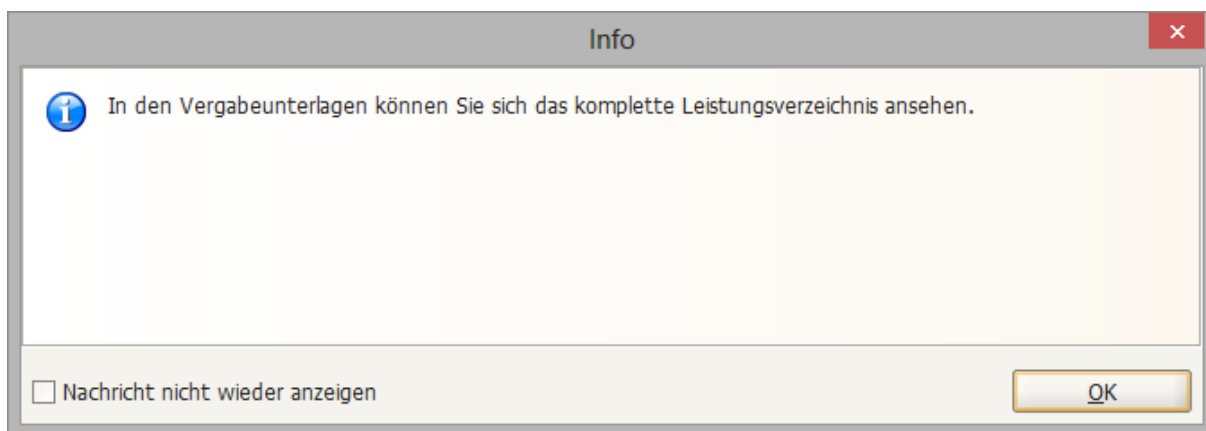 Info
In den Vergabeunterlagen können Sie sich das komplette Leistungsverzeichnis ansehen.
Nachricht nicht wieder anzeigen
OK